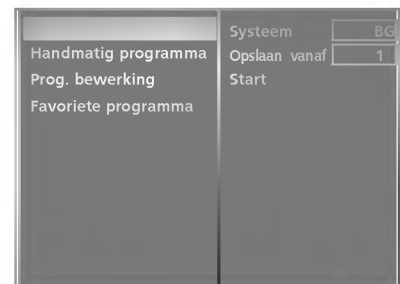 Handmatig programma
Prog. bewerking
Favoriete programma
Systeem BG
Opslaan vanaf 1
Start